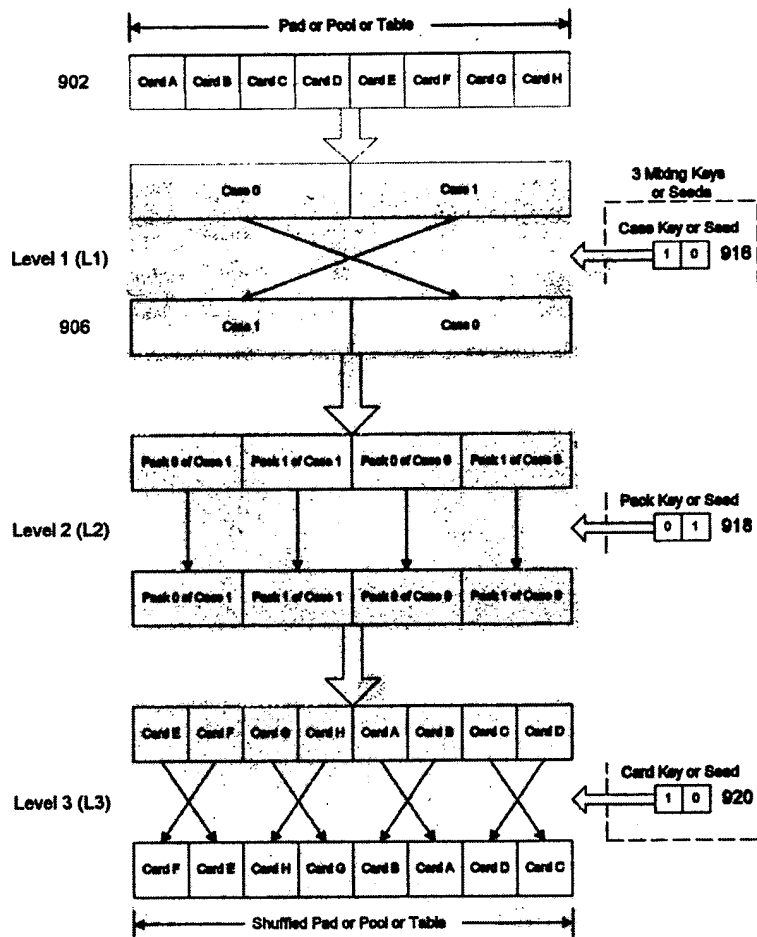 Pad or Pool or Table
902
Card A Card B Card C Card D Card E Card F Card G Card H
3 Mixing Keys
or Seeds
Case 0 Case 1
Case Key or Seed
Level 1 (L1)
1 0 916
906
Case 1 Case 0
Pack 0 of Case 1 Pack 1 of Case 1 Pack 0 of Case 0 Pack 1 of Case 0
Pack Key or Seed
Level 2 (L2)
0 1 918
Pack 0 of Case 1 Pack 1 of Case 1 Pack 0 of Case 0 Pack 1 of Case 0
Card E Card F Card G Card H Card A Card B Card C Card D
Card Key or Seed
Level 3 (L3)
1 0 920
Card F Card E Card H Card G Card B Card A Card D Card C
Shuffled Pad or Pool or Table